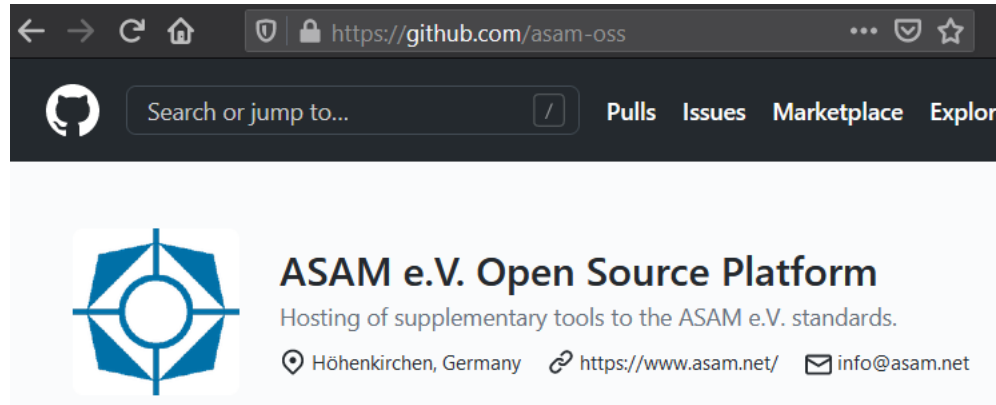 https://github.com/asam-oss
Search or jump to... / Pulls Issues Marketplace Explor
ASAM e.V. Open Source Platform
Hosting of supplementary tools to the ASAM e.V. standards.
Höhenkirchen, Germany https://www.asam.net/ info@asam.net